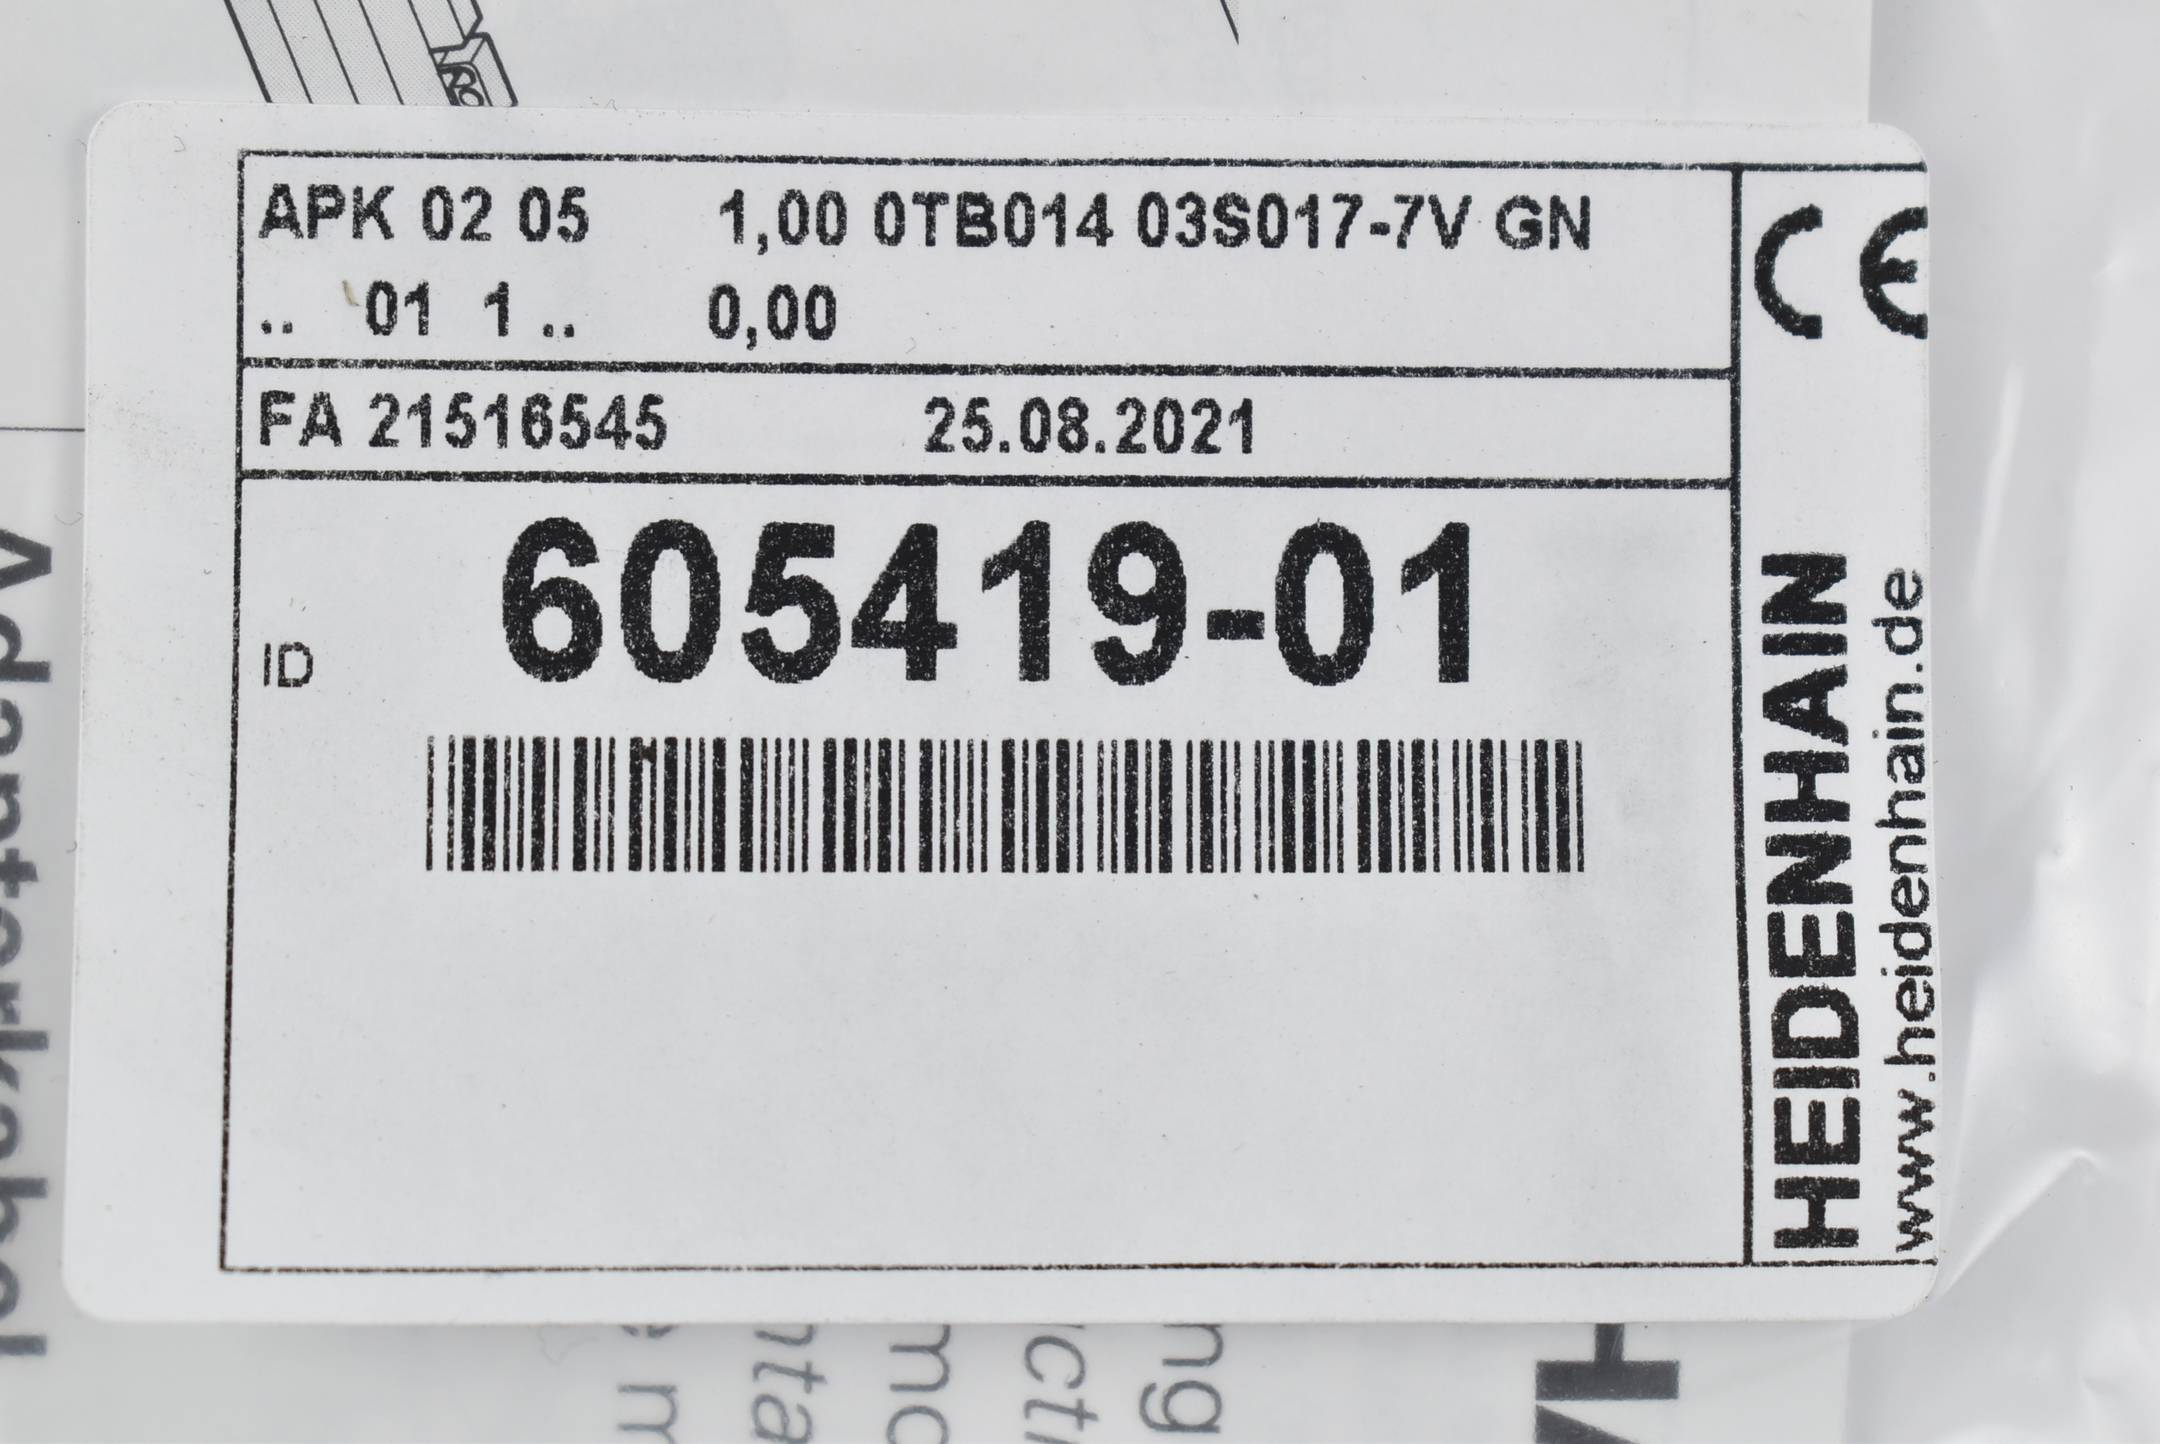 APK 02 05 1,00 0TB014 03S017-7V GN
.. 01 1 .. 0,00
FA 21516545 25.08.2021
ID 605419-01
CE
HEIDENHAIN
www.heidenhain.de
Adapterkabel